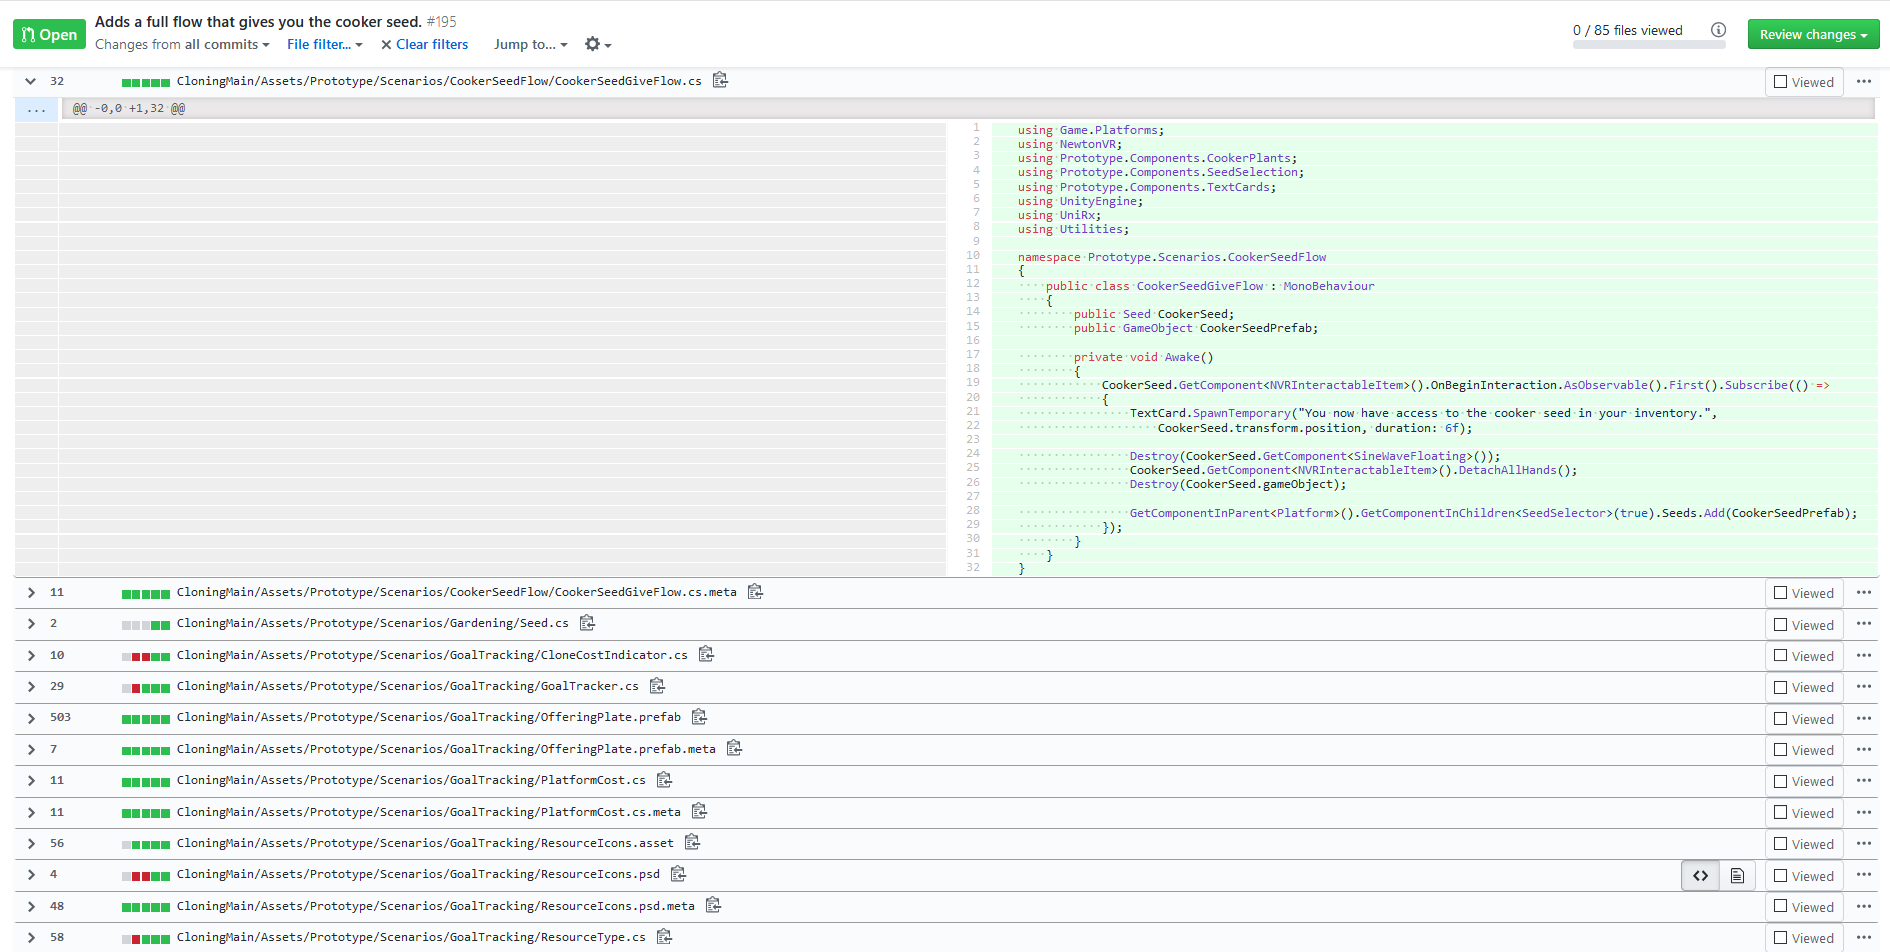 Open
Adds a full flow that gives you the cooker seed. #195
Changes from all commits File filter... Clear filters Jump to...
0 / 85 files viewed
Review changes
32 CloningMain/Assets/Prototype/Scenarios/CookerSeedFlow/CookerSeedGiveFlow.cs Viewed
... @@ -0,0 +1,32 @@
1 using Game.Platforms;
2 using NewtonVR;
3 using Prototype.Components.CookerPlants;
4 using Prototype.Components.SeedSelection;
5 using Prototype.Components.TextCards;
6 using UnityEngine;
7 using UniRx;
8 using Utilities;
9
10 namespace Prototype.Scenarios.CookerSeedFlow
11 {
12 public class CookerSeedGiveFlow : MonoBehaviour
13 {
14 public Seed CookerSeed;
15 public GameObject CookerSeedPrefab;
16
17 private void Awake()
18 {
19 CookerSeed.GetComponent<NVRInteractableItem>().OnBeginInteraction.AsObservable().First().Subscribe(() =>
20 {
21 TextCard.SpawnTemporary("You now have access to the cooker seed in your inventory.",
22 CookerSeed.transform.position, duration: 6f);
23
24 Destroy(CookerSeed.GetComponent<SineWaveFloating>());
25 CookerSeed.GetComponent<NVRInteractableItem>().DetachAllHands();
26 Destroy(CookerSeed.gameObject);
27
28 GetComponentInParent<Platform>().GetComponentInChildren<SeedSelector>(true).Seeds.Add(CookerSeedPrefab);
29 });
30 }
31 }
32 }
11 CloningMain/Assets/Prototype/Scenarios/CookerSeedFlow/CookerSeedGiveFlow.cs.meta Viewed
2 CloningMain/Assets/Prototype/Scenarios/Gardening/Seed.cs Viewed
10 CloningMain/Assets/Prototype/Scenarios/GoalTracking/CloneCostIndicator.cs Viewed
29 CloningMain/Assets/Prototype/Scenarios/GoalTracking/GoalTracker.cs Viewed
503 CloningMain/Assets/Prototype/Scenarios/GoalTracking/OfferingPlate.prefab Viewed
7 CloningMain/Assets/Prototype/Scenarios/GoalTracking/OfferingPlate.prefab.meta Viewed
11 CloningMain/Assets/Prototype/Scenarios/GoalTracking/PlatformCost.cs Viewed
11 CloningMain/Assets/Prototype/Scenarios/GoalTracking/PlatformCost.cs.meta Viewed
56 CloningMain/Assets/Prototype/Scenarios/GoalTracking/ResourceIcons.asset Viewed
4 CloningMain/Assets/Prototype/Scenarios/GoalTracking/ResourceIcons.psd Viewed
48 CloningMain/Assets/Prototype/Scenarios/GoalTracking/ResourceIcons.psd.meta Viewed
58 CloningMain/Assets/Prototype/Scenarios/GoalTracking/ResourceType.cs Viewed